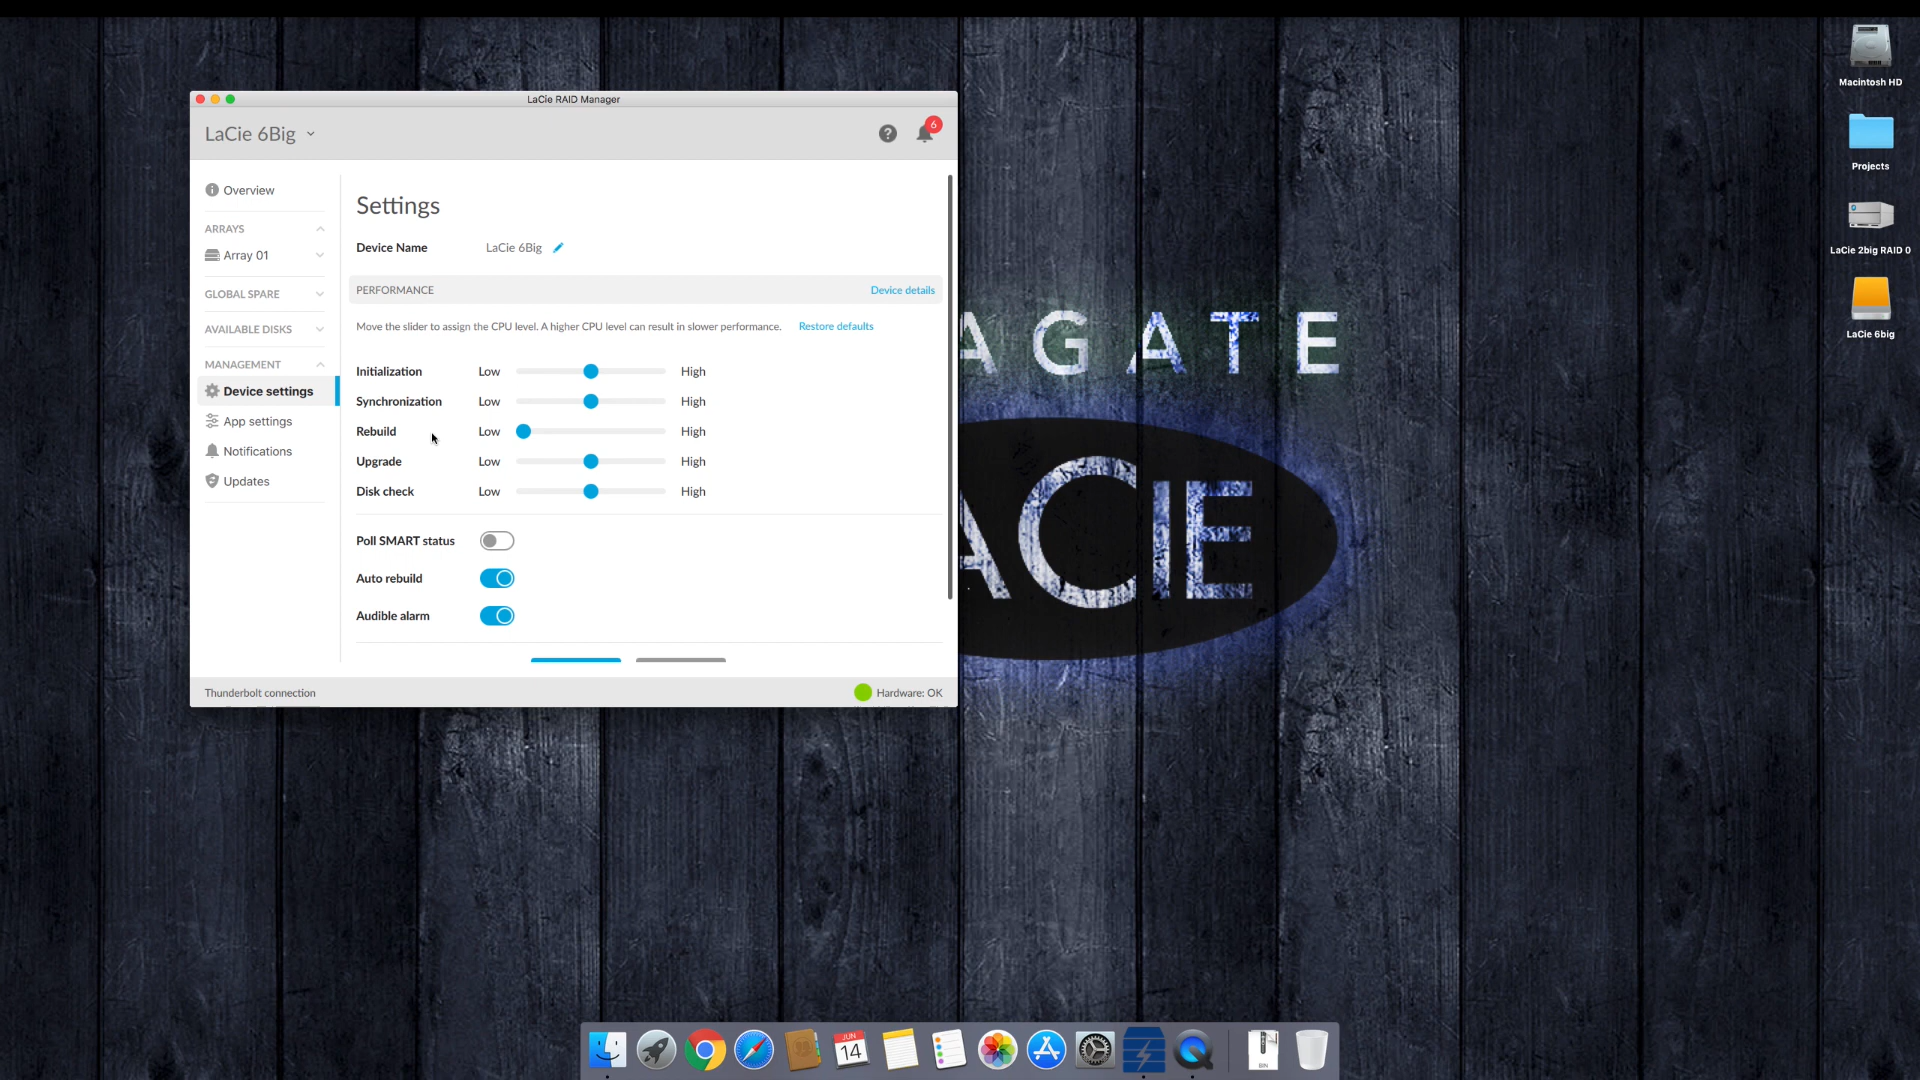 LaCie RAID Manager
LaCie 6Big
6
Overview
ARRAYS
Array 01
GLOBAL SPARE
AVAILABLE DISKS
MANAGEMENT
Device settings
App settings
Notifications
Updates
Settings
Device Name LaCie 6Big
PERFORMANCE Device details
Move the slider to assign the CPU level. A higher CPU level can result in slower performance. Restore defaults
Initialization Low High
Synchronization Low High
Rebuild Low High
Upgrade Low High
Disk check Low High
Poll SMART status
Auto rebuild
Audible alarm
Thunderbolt connection Hardware: OK
AGATE
ACIE
Macintosh HD
Projects
LaCie 2big RAID 0
LaCie 6big
JUN
14
BIN